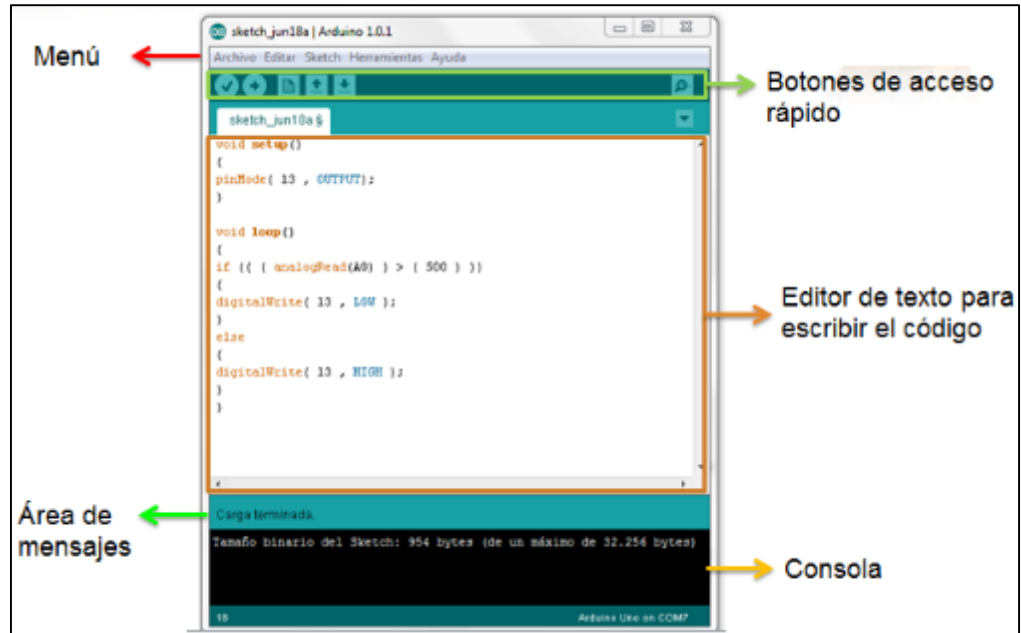 sketch_jun18a | Arduino 1.0.1
Menú
Archivo Editar Sketch Herramientas Ayuda
Botones de acceso
rápido
sketch_jun18a §
void setup()
{
pinMode( 13 , OUTPUT);
}
void loop()
{
if (( ( analogRead(A0) ) > ( 500 ) ))
{
digitalWrite( 13 , LOW );
}
else
{
digitalWrite( 13 , HIGH );
}
}
Editor de texto para
escribir el código
Área de
mensajes
Carga terminada.
Tamaño binario del Sketch: 954 bytes (de un máximo de 32.256 bytes)
Consola
18
Arduino Uno on COM7